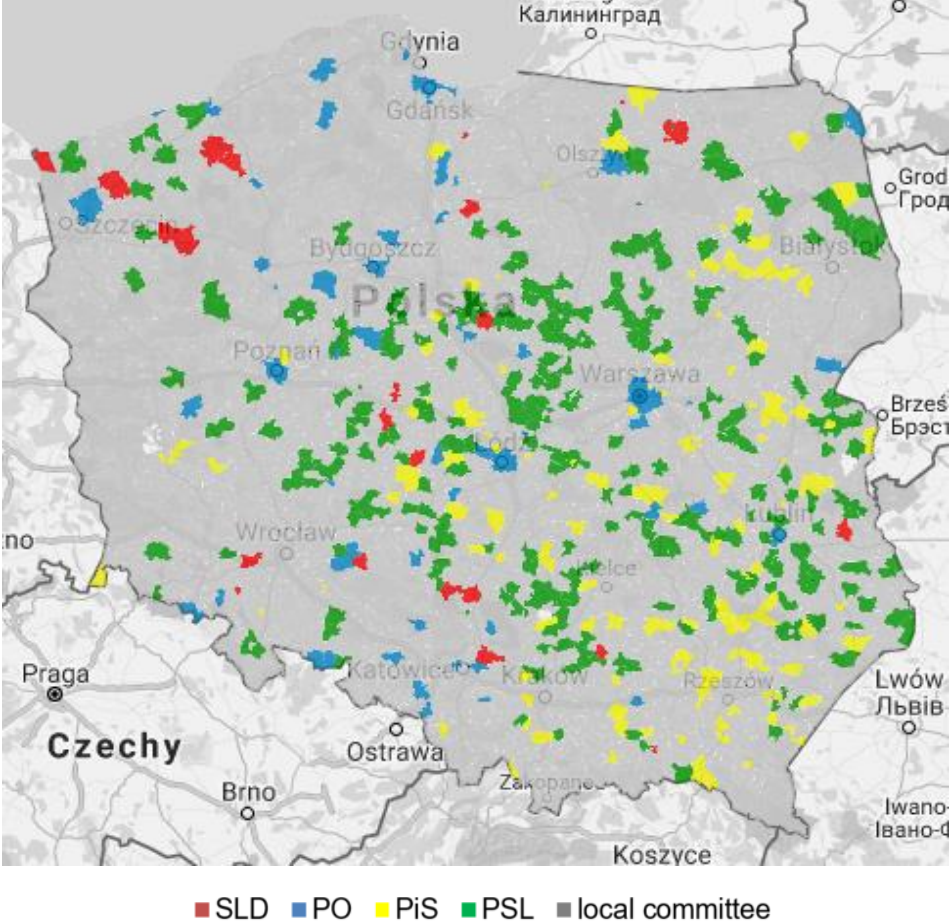 Калининград
Gdynia
Gdańsk
Olsztyn
Grod
Грод
Szczecin
Białystok
Bydgoszcz
Polska
Poznań
Warszawa
Brześ
Брэст
Łódź
Lublin
no
Wrocław
Kielce
Praga
Katowice
Kraków
Rzeszów
Lwów
Львів
Ostrawa
Czechy
Zakopane
Brno
Iwano-
Івано-Ф
Koszyce
SLD PO PiS PSL local committee